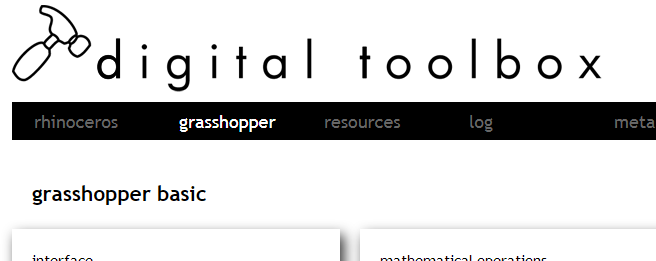 digital toolbox
rhinoceros grasshopper resources log meta
grasshopper basic
interface mathematical operations